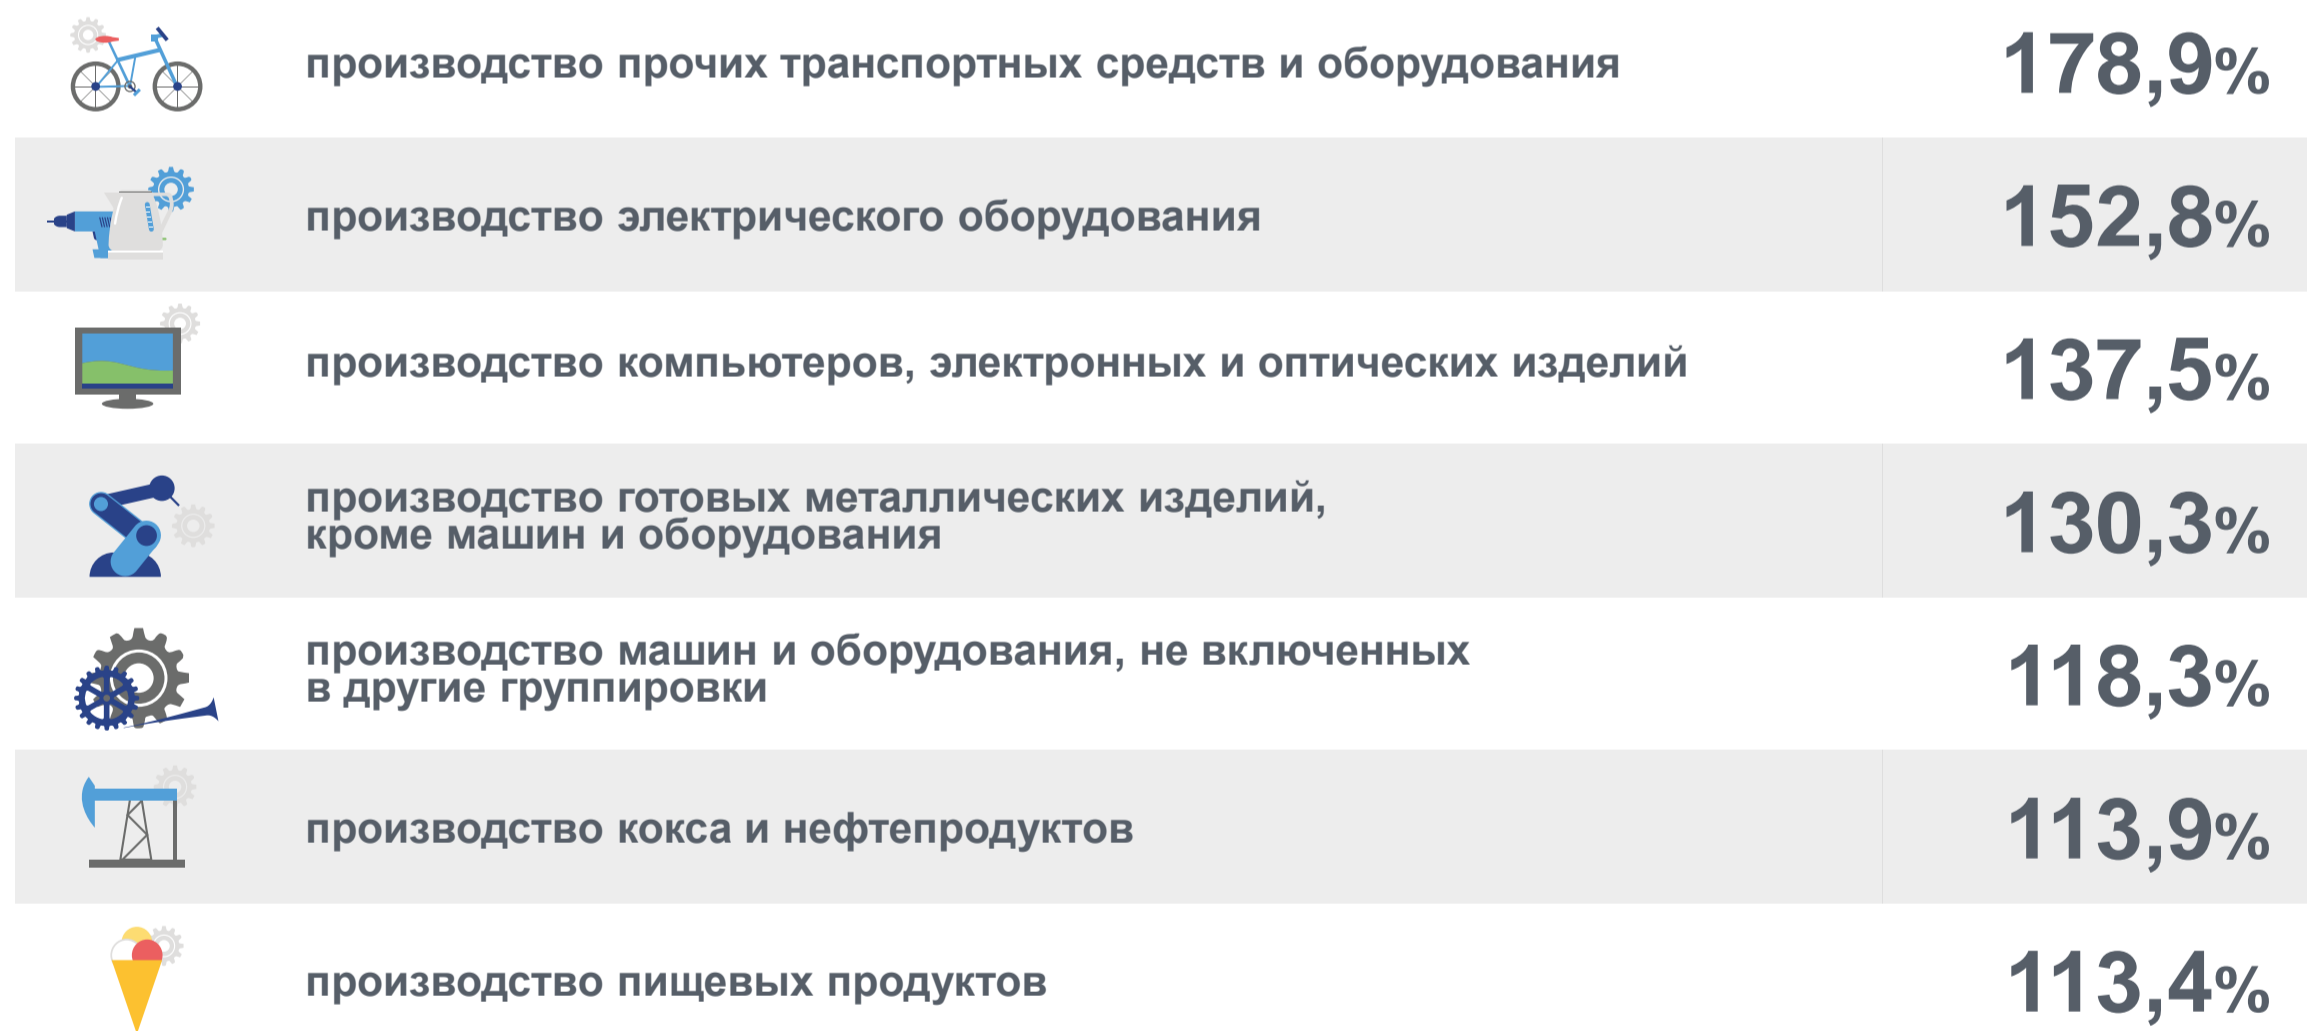 производство прочих транспортных средств и оборудования 178,9%
производство электрического оборудования 152,8%
производство компьютеров, электронных и оптических изделий 137,5%
производство готовых металлических изделий,
кроме машин и оборудования 130,3%
производство машин и оборудования, не включенных
в другие группировки 118,3%
производство кокса и нефтепродуктов 113,9%
производство пищевых продуктов 113,4%